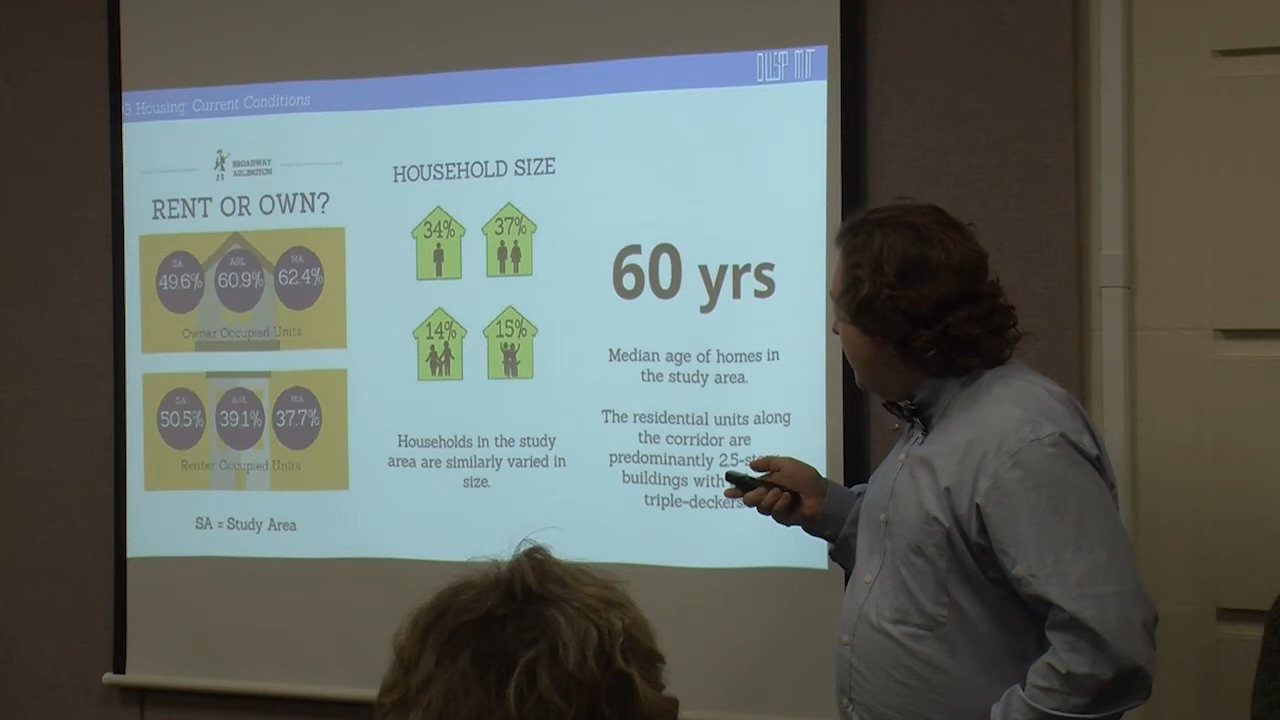 3 Housing: Current Conditions
DUSP MIT
BROADWAY
ARLINGTON
RENT OR OWN?
SA
49.6%
ARL
60.9%
MA
62.4%
Owner Occupied Units
SA
50.5%
ARL
39.1%
MA
37.7%
Renter Occupied Units
SA = Study Area
HOUSEHOLD SIZE
34%
37%
14%
15%
Households in the study
area are similarly varied in
size.
60 yrs
Median age of homes in
the study area.
The residential units along
the corridor are
predominantly
buildings with
triple-deckers